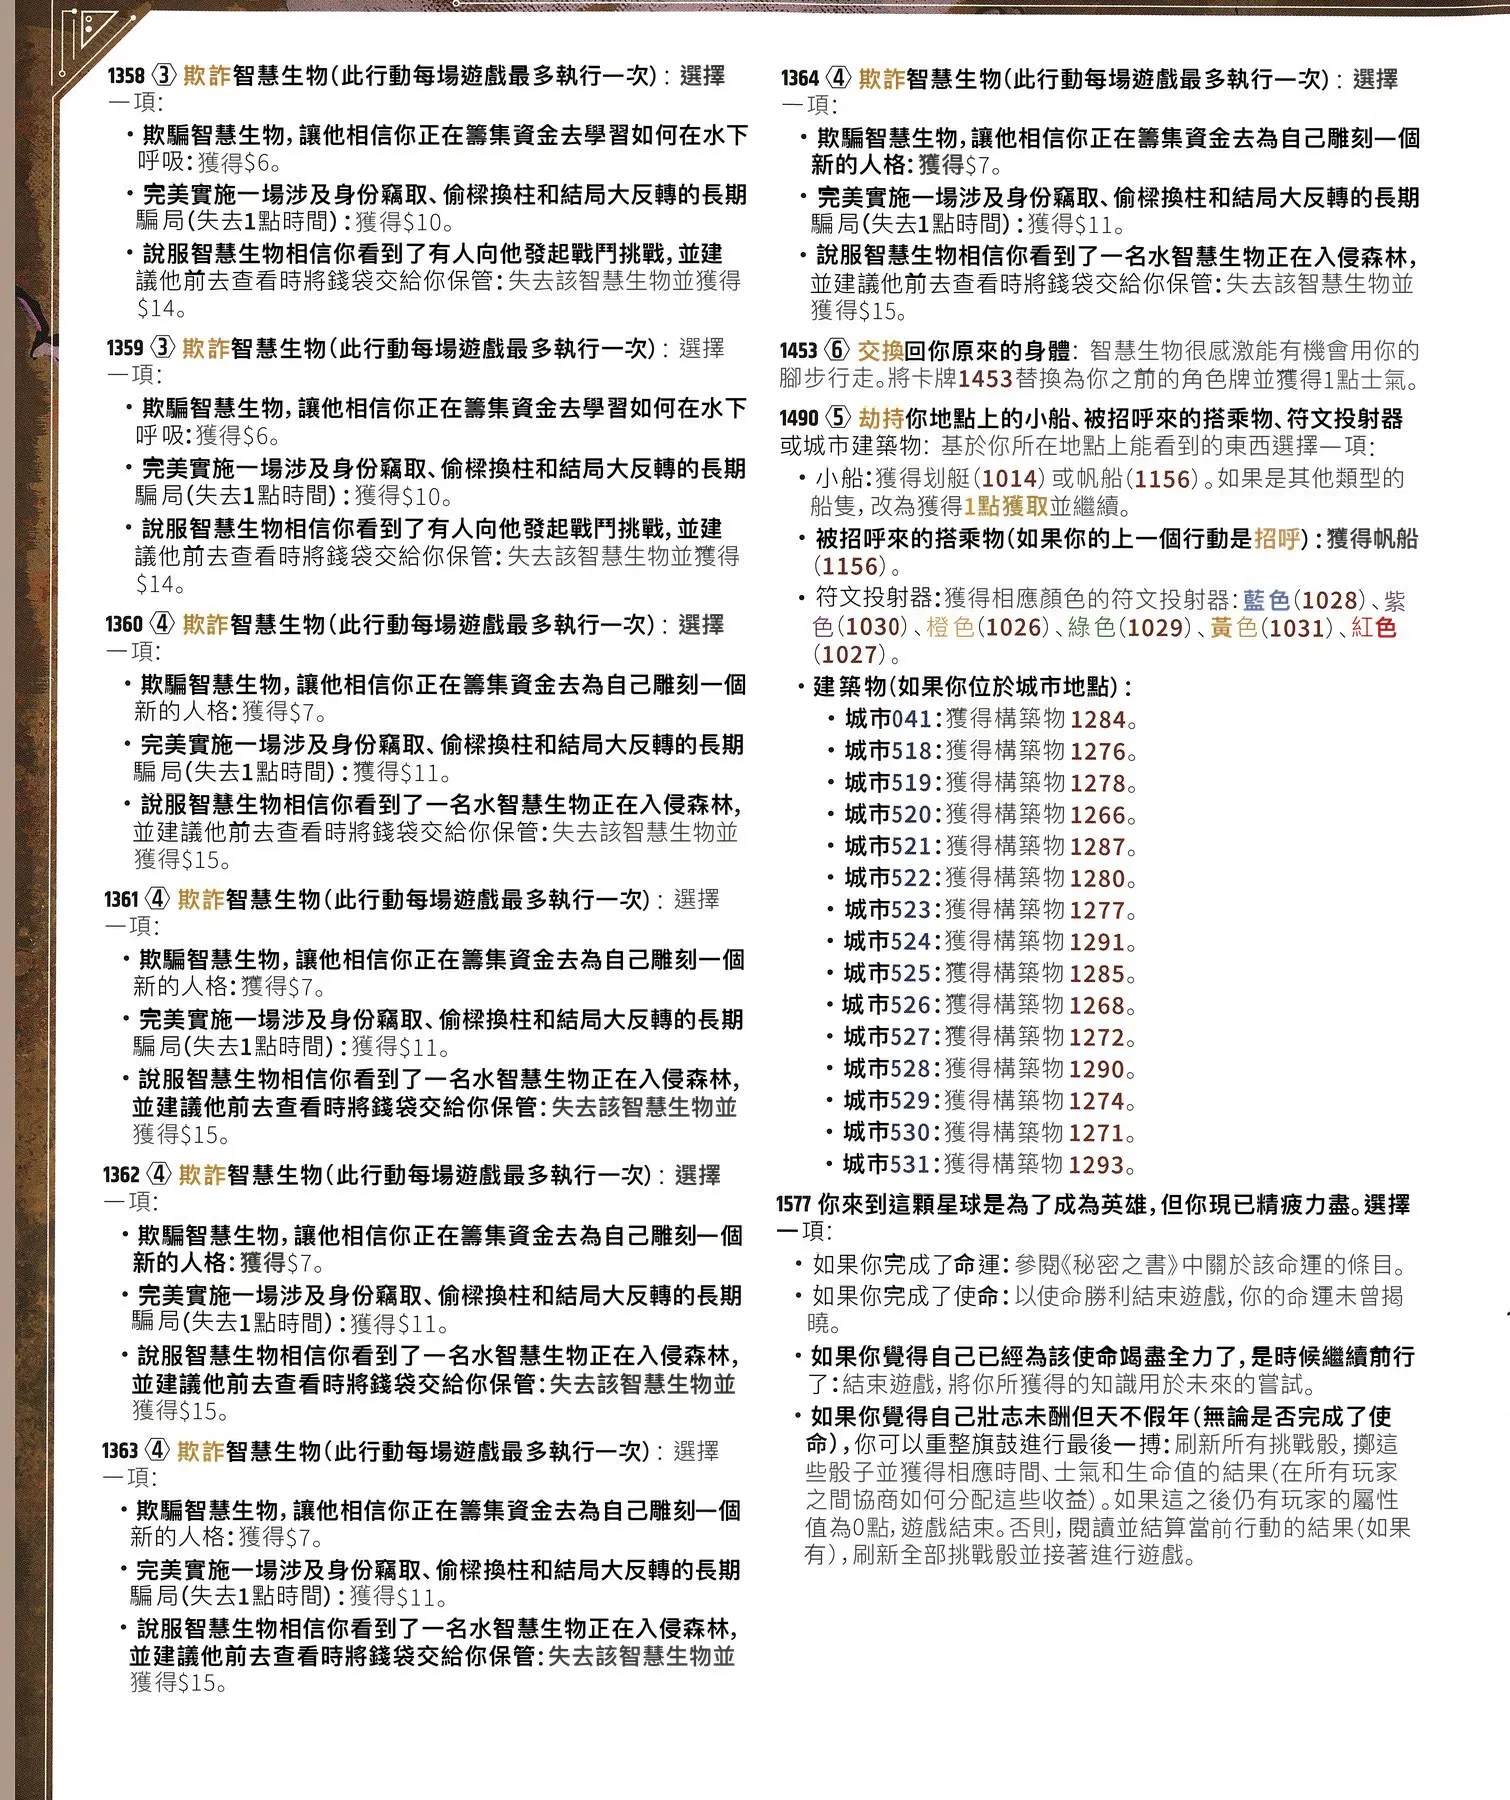 1358 ③ 欺詐智慧生物(此行動每場遊戲最多執行一次): 選擇
一項:
• 欺騙智慧生物,讓他相信你正在籌集資金去學習如何在水下
呼吸:獲得$6。
• 完美實施一場涉及身份竊取、偷樑換柱和結局大反轉的長期
騙局(失去1點時間):獲得$10。
• 說服智慧生物相信你看到了有人向他發起戰鬥挑戰,並建
議他前去查看時將錢袋交給你保管:失去該智慧生物並獲得
$14。
1359 ③ 欺詐智慧生物(此行動每場遊戲最多執行一次): 選擇
一項:
• 欺騙智慧生物,讓他相信你正在籌集資金去學習如何在水下
呼吸:獲得$6。
• 完美實施一場涉及身份竊取、偷樑換柱和結局大反轉的長期
騙局(失去1點時間):獲得$10。
• 說服智慧生物相信你看到了有人向他發起戰鬥挑戰,並建
議他前去查看時將錢袋交給你保管:失去該智慧生物並獲得
$14。
1360 ④ 欺詐智慧生物(此行動每場遊戲最多執行一次): 選擇
一項:
• 欺騙智慧生物,讓他相信你正在籌集資金去為自己雕刻一個
新的人格:獲得$7。
• 完美實施一場涉及身份竊取、偷樑換柱和結局大反轉的長期
騙局(失去1點時間):獲得$11。
• 說服智慧生物相信你看到了一名水智慧生物正在入侵森林,
並建議他前去查看時將錢袋交給你保管:失去該智慧生物並
獲得$15。
1361 ④ 欺詐智慧生物(此行動每場遊戲最多執行一次): 選擇
一項:
• 欺騙智慧生物,讓他相信你正在籌集資金去為自己雕刻一個
新的人格:獲得$7。
• 完美實施一場涉及身份竊取、偷樑換柱和結局大反轉的長期
騙局(失去1點時間):獲得$11。
• 說服智慧生物相信你看到了一名水智慧生物正在入侵森林,
並建議他前去查看時將錢袋交給你保管:失去該智慧生物並
獲得$15。
1362 ④ 欺詐智慧生物(此行動每場遊戲最多執行一次): 選擇
一項:
• 欺騙智慧生物,讓他相信你正在籌集資金去為自己雕刻一個
新的人格:獲得$7。
• 完美實施一場涉及身份竊取、偷樑換柱和結局大反轉的長期
騙局(失去1點時間):獲得$11。
• 說服智慧生物相信你看到了一名水智慧生物正在入侵森林,
並建議他前去查看時將錢袋交給你保管:失去該智慧生物並
獲得$15。
1363 ④ 欺詐智慧生物(此行動每場遊戲最多執行一次): 選擇
一項:
• 欺騙智慧生物,讓他相信你正在籌集資金去為自己雕刻一個
新的人格:獲得$7。
• 完美實施一場涉及身份竊取、偷樑換柱和結局大反轉的長期
騙局(失去1點時間):獲得$11。
• 說服智慧生物相信你看到了一名水智慧生物正在入侵森林,
並建議他前去查看時將錢袋交給你保管:失去該智慧生物並
獲得$15。
1364 ④ 欺詐智慧生物(此行動每場遊戲最多執行一次): 選擇
一項:
• 欺騙智慧生物,讓他相信你正在籌集資金去為自己雕刻一個
新的人格:獲得$7。
• 完美實施一場涉及身份竊取、偷樑換柱和結局大反轉的長期
騙局(失去1點時間):獲得$11。
• 說服智慧生物相信你看到了一名水智慧生物正在入侵森林,
並建議他前去查看時將錢袋交給你保管:失去該智慧生物並
獲得$15。
1453 ⑥ 交換回你原來的身體: 智慧生物很感激能有機會用你的
腳步行走。將卡牌1453替換為你之前的角色牌並獲得1點士氣。
1490 ⑤ 劫持你地點上的小船、被招呼來的搭乘物、符文投射器
或城市建築物: 基於你所在地點上能看到的東西選擇一項:
• 小船:獲得划艇(1014)或帆船(1156)。如果是其他類型的
船隻,改為獲得1點獲取並繼續。
• 被招呼來的搭乘物(如果你的上一個行動是招呼):獲得帆船
(1156)。
• 符文投射器:獲得相應顏色的符文投射器:藍色(1028)、紫
色(1030)、橙色(1026)、綠色(1029)、黃色(1031)、紅色
(1027)。
• 建築物(如果你位於城市地點):
• 城市041:獲得構築物 1284。
• 城市518:獲得構築物 1276。
• 城市519:獲得構築物 1278。
• 城市520:獲得構築物 1266。
• 城市521:獲得構築物 1287。
• 城市522:獲得構築物 1280。
• 城市523:獲得構築物 1277。
• 城市524:獲得構築物 1291。
• 城市525:獲得構築物 1285。
• 城市526:獲得構築物 1268。
• 城市527:獲得構築物 1272。
• 城市528:獲得構築物 1290。
• 城市529:獲得構築物 1274。
• 城市530:獲得構築物 1271。
• 城市531:獲得構築物 1293。
1577 你來到這顆星球是為了成為英雄,但你現已精疲力盡。選擇
一項:
• 如果你完成了命運:參閱《秘密之書》中關於該命運的條目。
• 如果你完成了使命:以使命勝利結束遊戲,你的命運未曾揭
曉。
• 如果你覺得自己已經為該使命竭盡全力了,是時候繼續前行
了:結束遊戲,將你所獲得的知識用於未來的嘗試。
• 如果你覺得自己壯志未酬但天不假年(無論是否完成了使
命),你可以重整旗鼓進行最後一搏:刷新所有挑戰骰,擲這
些骰子並獲得相應時間、士氣和生命值的結果(在所有玩家
之間協商如何分配這些收益)。如果這之後仍有玩家的屬性
值為0點,遊戲結束。否則,閱讀並結算當前行動的結果(如果
有),刷新全部挑戰骰並接著進行遊戲。